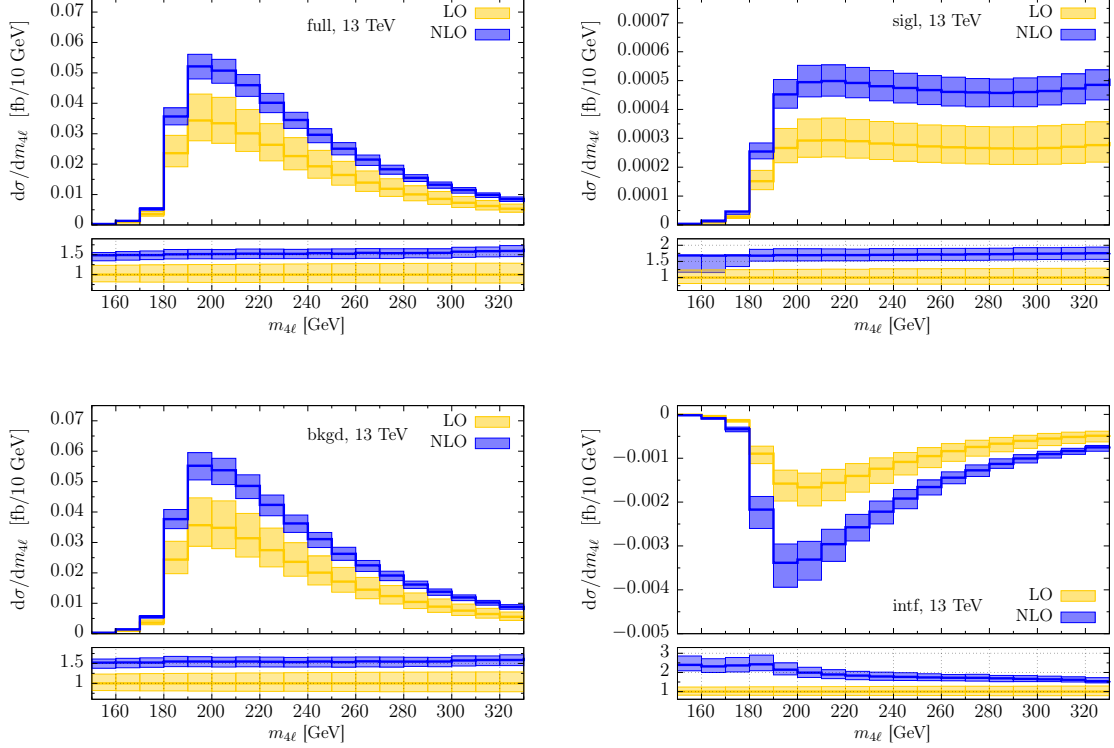 full, 13 TeV
LO
NLO
dσ/dm4ℓ [fb/10 GeV]
0.07
0.06
0.05
0.04
0.03
0.02
0.01
0
1.5
1
160 180 200 220 240 260 280 300 320
m4ℓ [GeV]
sigl, 13 TeV
LO
NLO
dσ/dm4ℓ [fb/10 GeV]
0.0007
0.0006
0.0005
0.0004
0.0003
0.0002
0.0001
0
2
1.5
1
160 180 200 220 240 260 280 300 320
m4ℓ [GeV]
bkgd, 13 TeV
LO
NLO
dσ/dm4ℓ [fb/10 GeV]
0.07
0.06
0.05
0.04
0.03
0.02
0.01
0
1.5
1
160 180 200 220 240 260 280 300 320
m4ℓ [GeV]
dσ/dm4ℓ [fb/10 GeV]
0
−0.001
−0.002
−0.003
−0.004
−0.005
LO
NLO
intf, 13 TeV
3
2
1
160 180 200 220 240 260 280 300 320
m4ℓ [GeV]